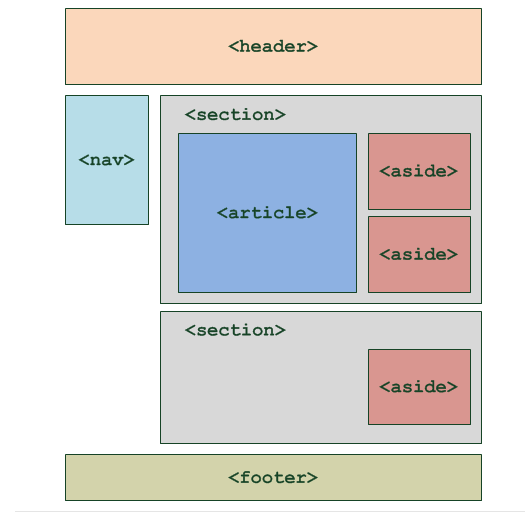 <header>
<nav>
<section>
<article>
<aside>
<aside>
<section>
<aside>
<footer>